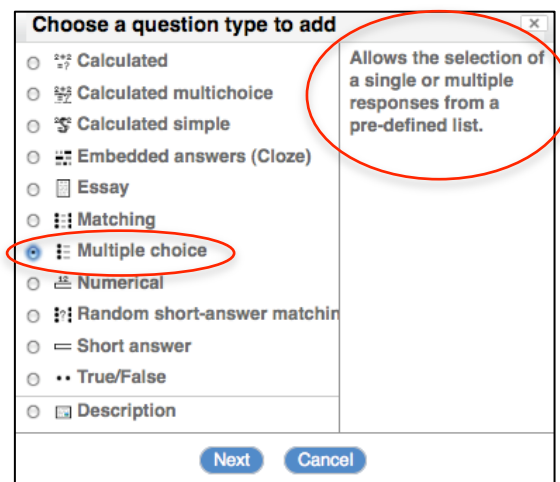 Choose a question type to add
Calculated
Calculated multichoice
Calculated simple
Embedded answers (Cloze)
Essay
Matching
Multiple choice
Numerical
Random short-answer matchin
Short answer
True/False
Description
Allows the selection of
a single or multiple
responses from a
pre-defined list.
Next Cancel